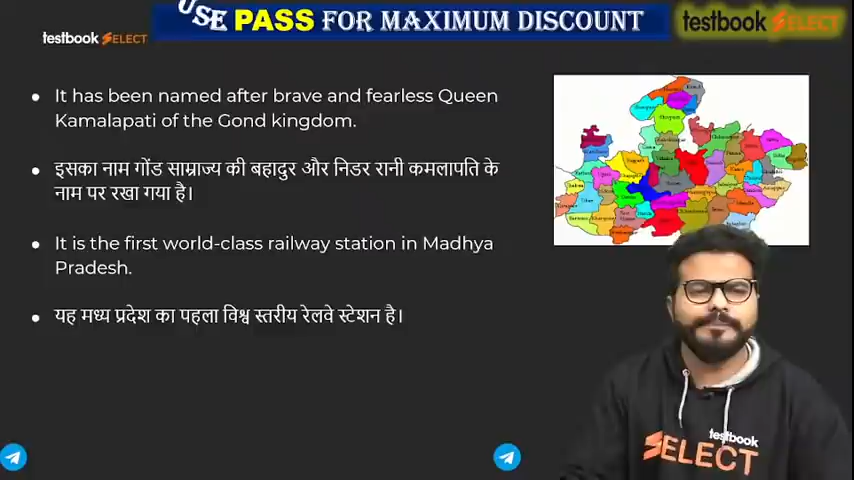 USE PASS FOR MAXIMUM DISCOUNT
testbook SELECT
testbook SELECT
It has been named after brave and fearless Queen
Kamalapati of the Gond kingdom.
इसका नाम गोंड साम्राज्य की बहादुर और निडर रानी कमलापति के
नाम पर रखा गया है।
It is the first world-class railway station in Madhya
Pradesh.
यह मध्य प्रदेश का पहला विश्व स्तरीय रेलवे स्टेशन है।
testbook
SELECT